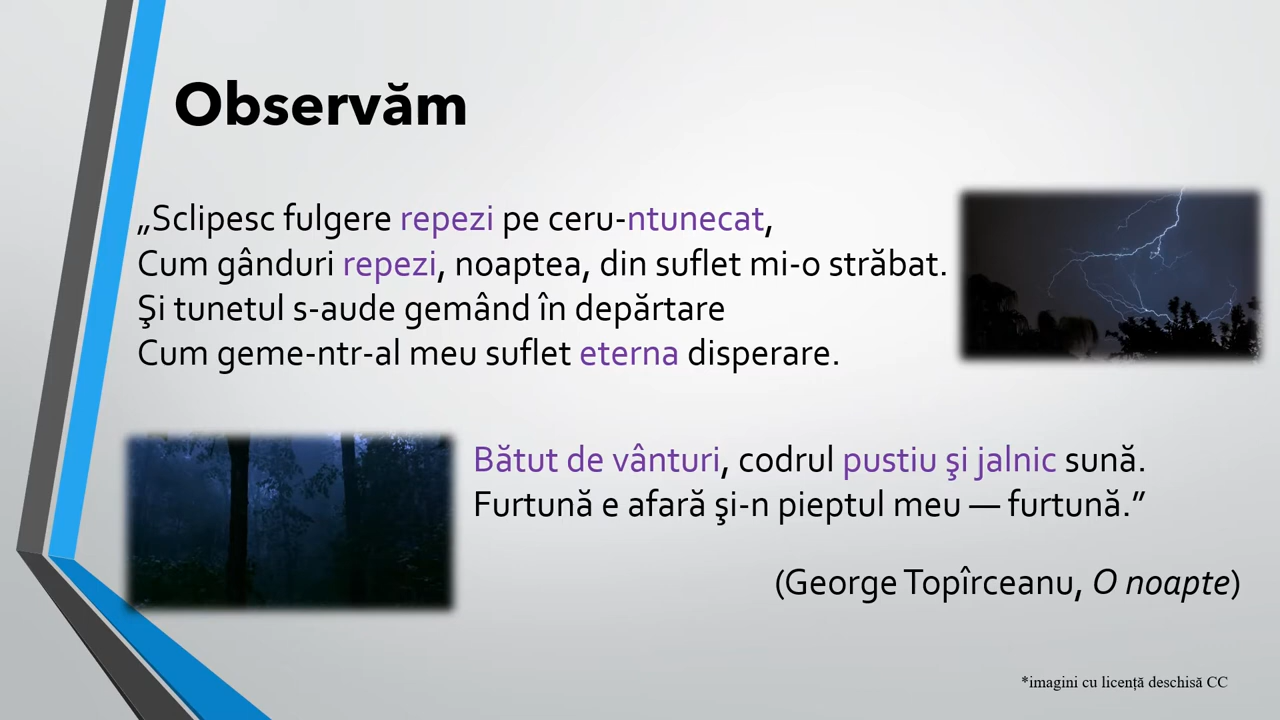 Observăm
„Sclipesc fulgere repezi pe ceru-ntunecat,
Cum gânduri repezi, noaptea, din suflet mi-o străbat.
Şi tunetul s-aude gemând în depărtare
Cum geme-ntr-al meu suflet eterna disperare.
Bătut de vânturi, codrul pustiu şi jalnic sună.
Furtună e afară şi-n pieptul meu — furtună.”
(George Topîrceanu, O noapte)
*imagini cu licență deschisă CC